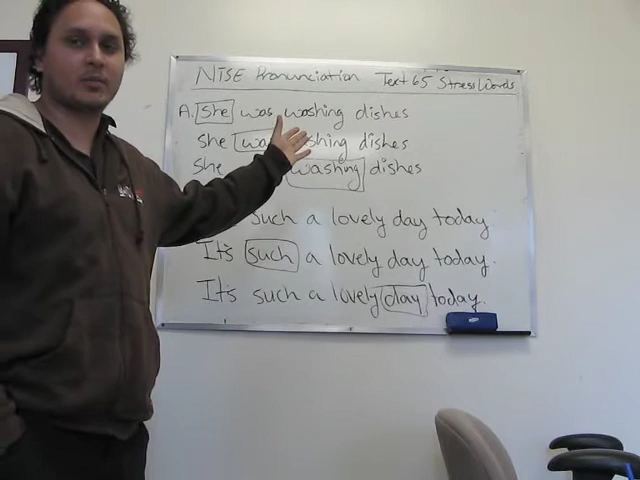 NTSE Pronunciation Text 65 Stress Words
A. She was washing dishes
she dishes
She washing dishes
such a lovely day today
It's such a lovely day today.
It's such a lovely day today.